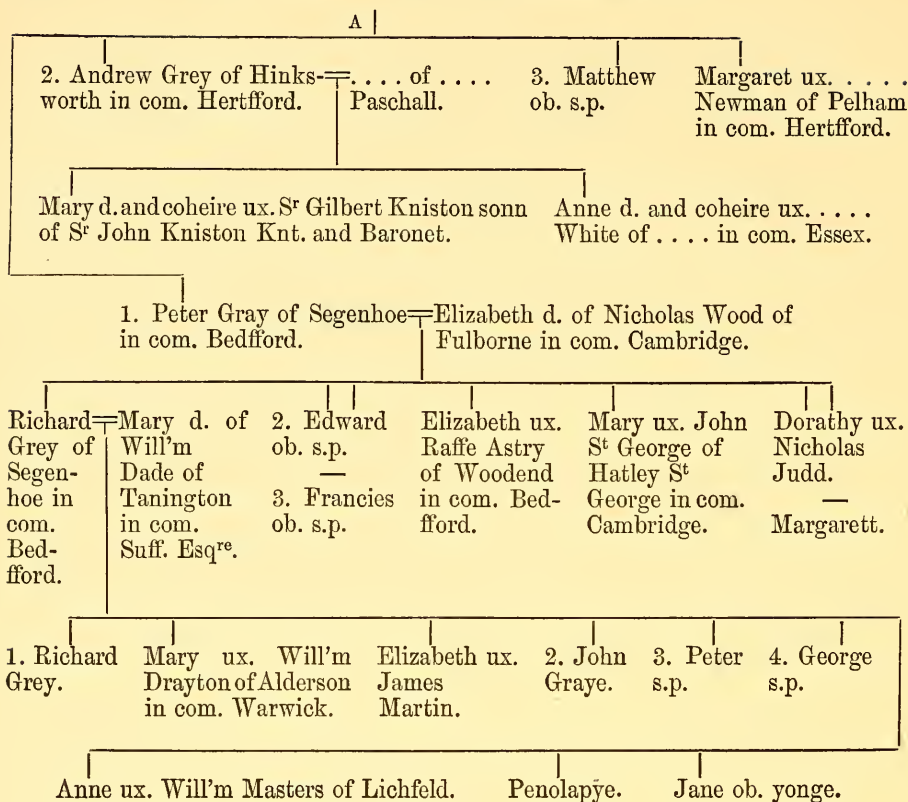 A
2. Andrew Grey of Hinks-
worth in com. Hertfford.
. . . . of . . . .
Paschall.
3. Matthew
ob. s.p.
Margaret ux. . . . .
Newman of Pelham
in com. Hertfford.
Mary d. and coheire ux. Sʳ Gilbert Kniston sonn
of Sʳ John Kniston Knt. and Baronet.
Anne d. and coheire ux. . . . .
White of . . . . in com. Essex.
1. Peter Gray of Segenhoe
in com. Bedfford.
Elizabeth d. of Nicholas Wood of
Fulborne in com. Cambridge.
Richard
Grey of
Segen-
hoe in
com.
Bed-
fford.
Mary d. of
Will'm
Dade of
Tanington
in com.
Suff. Esqʳᵉ.
2. Edward
ob. s.p.
—
3. Francies
ob. s.p.
Elizabeth ux.
Raffe Astry
of Woodend
in com. Bed-
fford.
Mary ux. John
Sᵗ George of
Hatley Sᵗ
George in com.
Cambridge.
Dorathy ux.
Nicholas
Judd.
—
Margarett.
1. Richard
Grey.
Mary ux. Will'm
Drayton of Alderson
in com. Warwick.
Elizabeth ux.
James
Martin.
2. John
Graye.
3. Peter
s.p.
4. George
s.p.
Anne ux. Will'm Masters of Lichfeld.
Penolapÿe.
Jane ob. yonge.